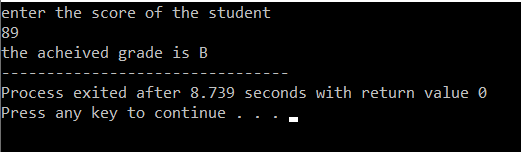 enter the score of the student
89
the acheived grade is B
--------------------------------
Process exited after 8.739 seconds with return value 0
Press any key to continue . . .